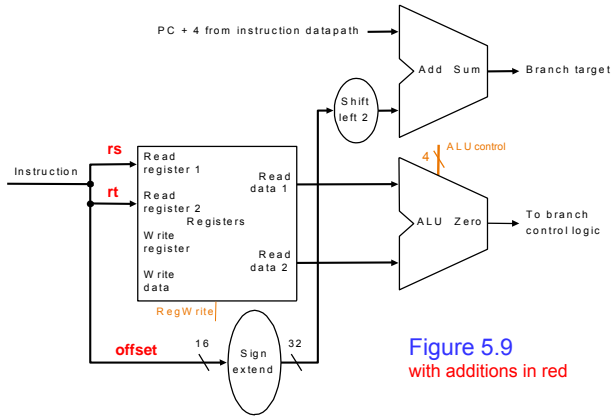 PC + 4 from instruction datapath
Add Sum
Branch target
Shift
left 2
rs
Instruction
Read
register 1
Read
data 1
4
ALU control
rt
Read
register 2
Registers
ALU Zero
To branch
control logic
Write
register
Read
data 2
Write
data
RegWrite
offset
16
32
Sign
extend
Figure 5.9
with additions in red